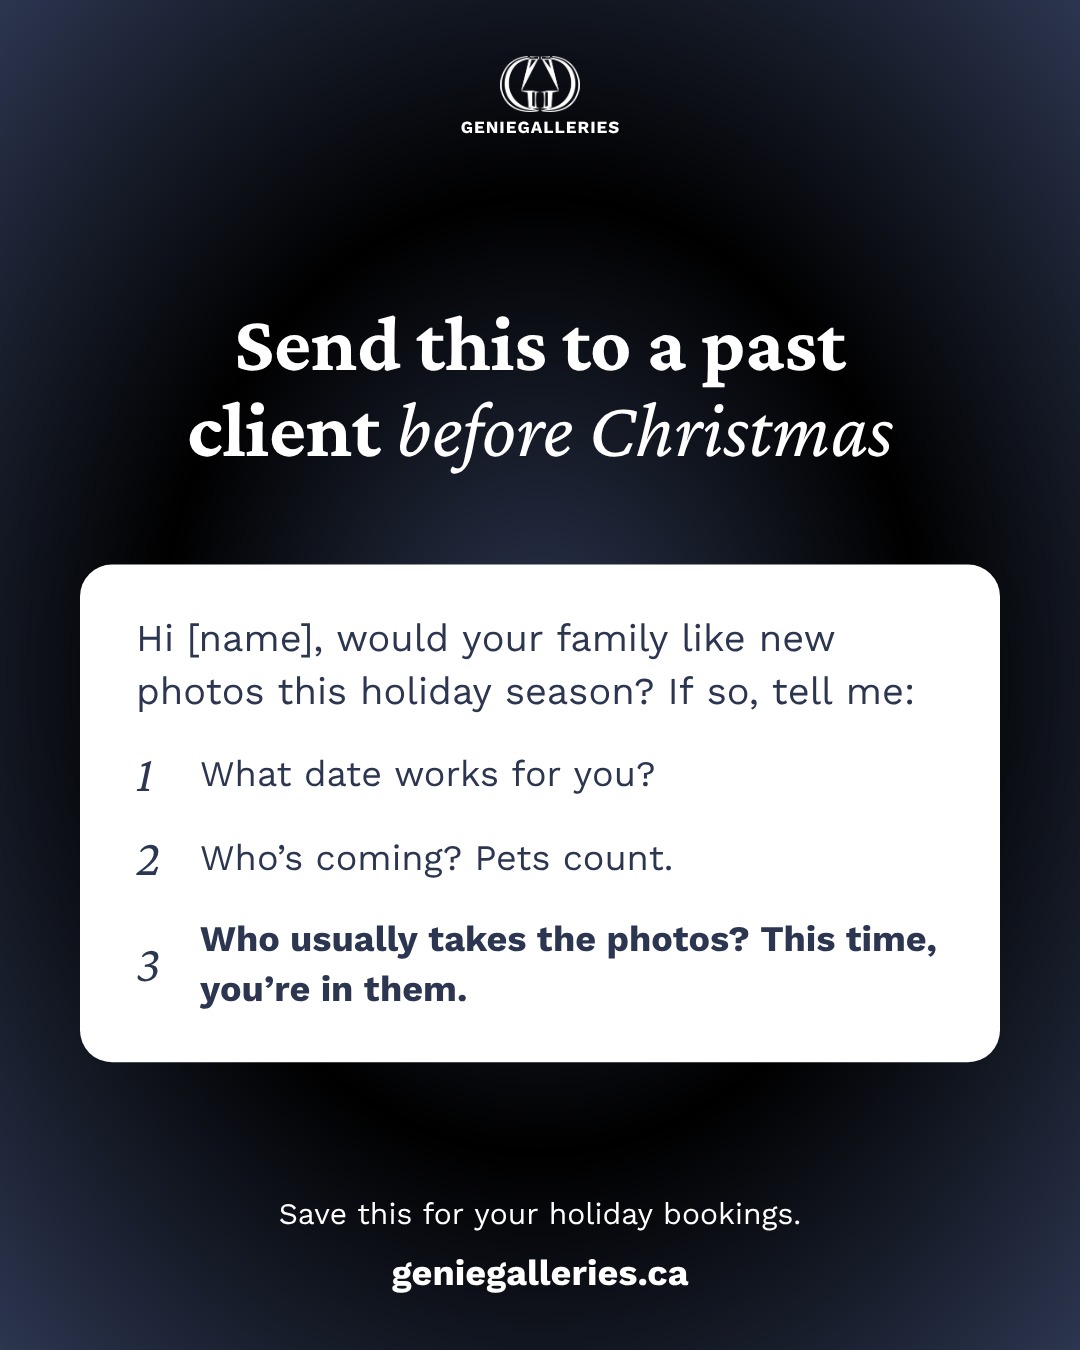 GENIEGALLERIES
Send this to a past
client before Christmas
Hi [name], would your family like new
photos this holiday season? If so, tell me:
1 What date works for you?
2 Who’s coming? Pets count.
3 Who usually takes the photos? This time,
you’re in them.
Save this for your holiday bookings.
geniegalleries.ca